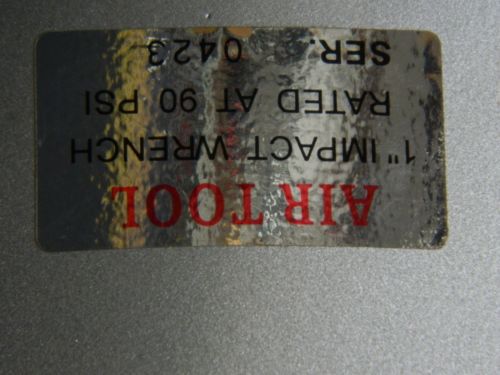 AIR TOOL
1" IMPACT WRENCH
RATED AT 90 PSI
SER. 0423